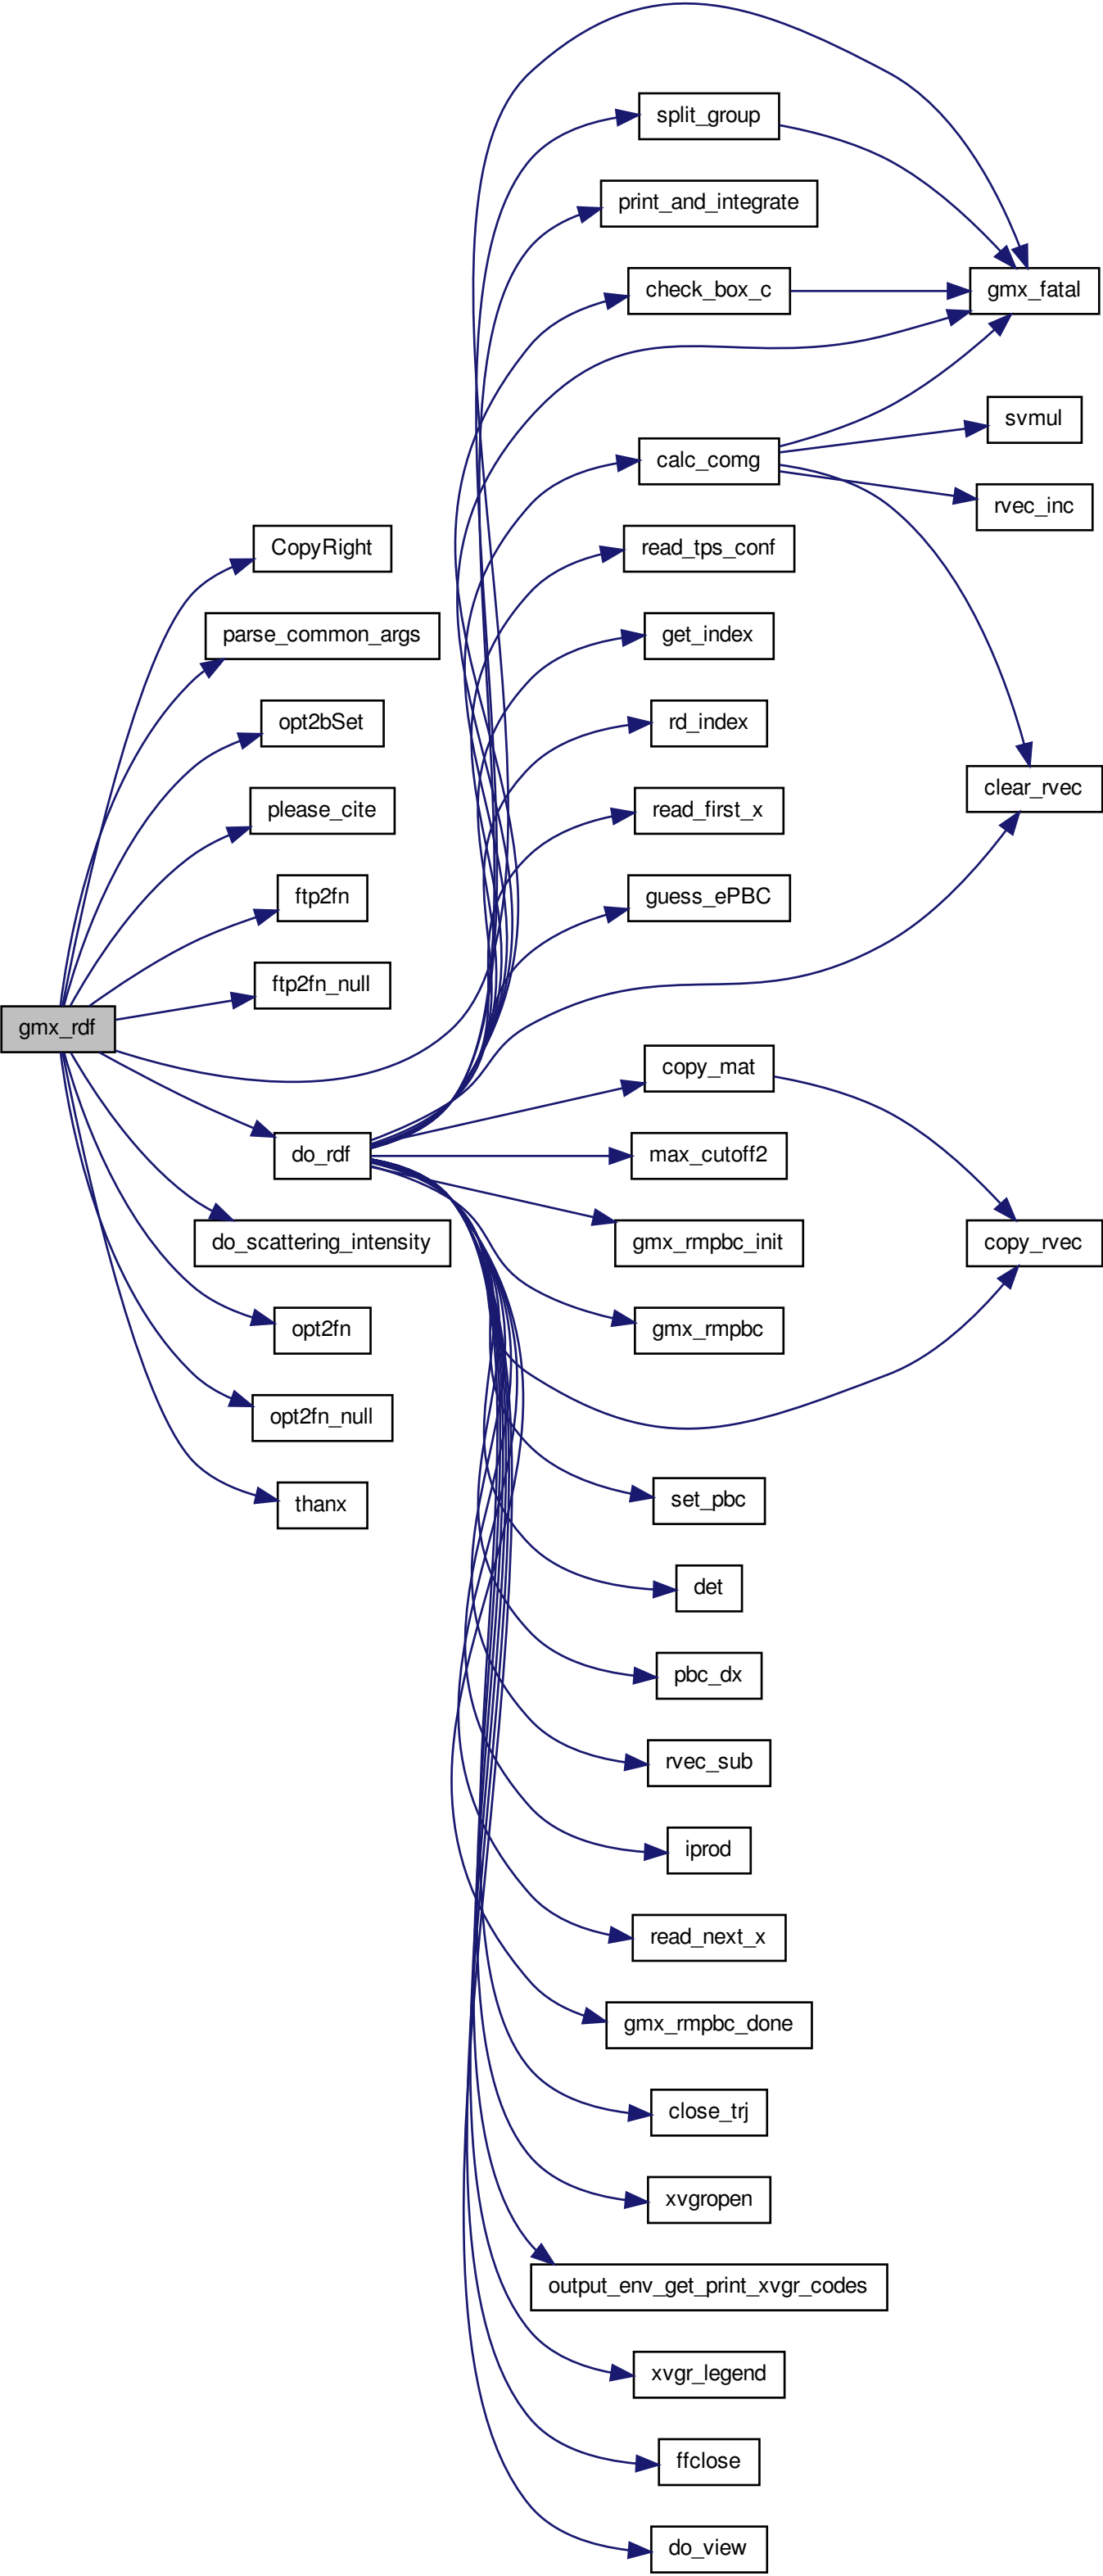 split_group
print_and_integrate
check_box_c
gmx_fatal
svmul
calc_comg
rvec_inc
CopyRight
read_tps_conf
parse_common_args
get_index
opt2bSet
rd_index
please_cite
read_first_x
clear_rvec
ftp2fn
guess_ePBC
ftp2fn_null
gmx_rdf
copy_mat
do_rdf
max_cutoff2
do_scattering_intensity
gmx_rmpbc_init
copy_rvec
opt2fn
gmx_rmpbc
opt2fn_null
thanx
set_pbc
det
pbc_dx
rvec_sub
iprod
read_next_x
gmx_rmpbc_done
close_trj
xvgropen
output_env_get_print_xvgr_codes
xvgr_legend
ffclose
do_view